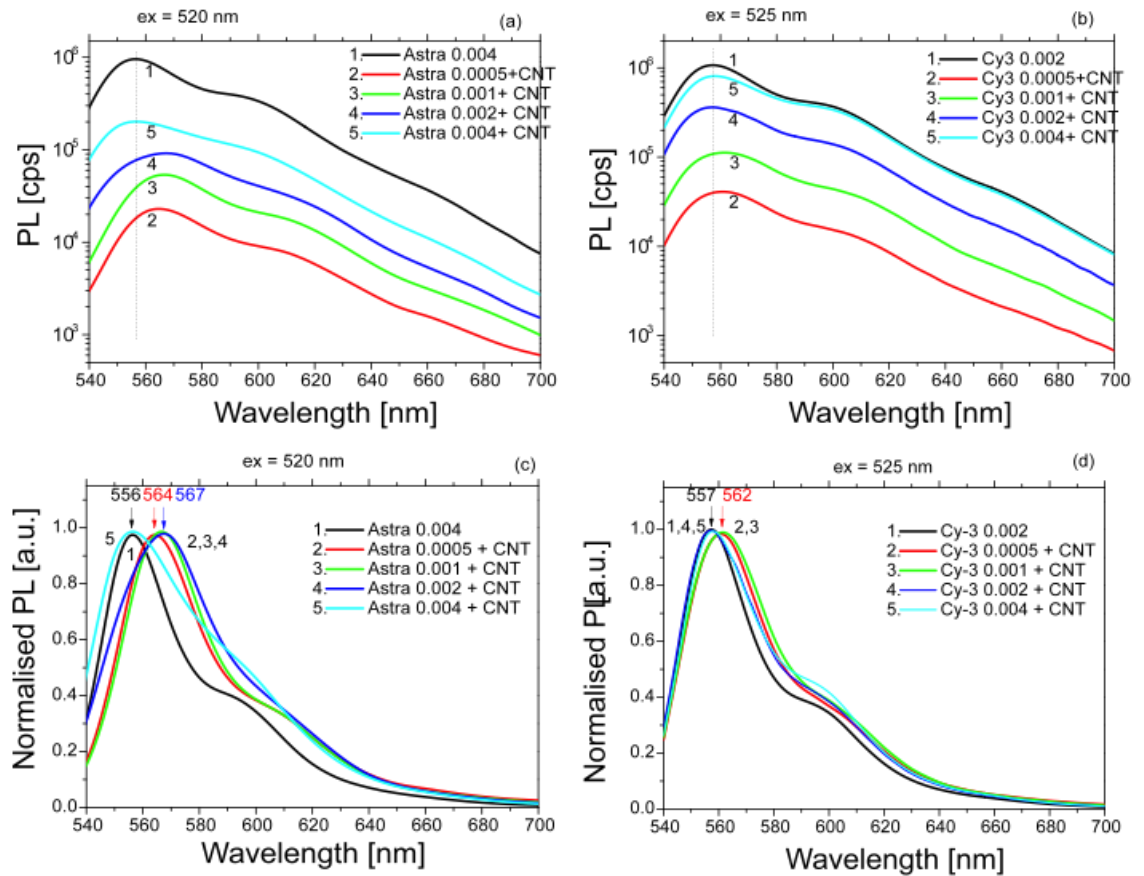 ex = 520 nm
(a)
PL [cps]
10^6
10^5
10^4
10^3
1. Astra 0.004
2. Astra 0.0005+CNT
3. Astra 0.001+ CNT
4. Astra 0.002+ CNT
5. Astra 0.004+ CNT
1
5
4
3
2
540 560 580 600 620 640 660 680 700
Wavelength [nm]
ex = 525 nm
(b)
PL [cps]
10^6
10^5
10^4
10^3
1. Cy3 0.002
2. Cy3 0.0005+CNT
3. Cy3 0.001+ CNT
4. Cy3 0.002+ CNT
5. Cy3 0.004+ CNT
1
5
4
3
2
540 560 580 600 620 640 660 680 700
Wavelength [nm]
ex = 520 nm
(c)
556 564 567
Normalised PL [a.u.]
1.0
0.8
0.6
0.4
0.2
0.0
5
1
2,3,4
1. Astra 0.004
2. Astra 0.0005 + CNT
3. Astra 0.001 + CNT
4. Astra 0.002 + CNT
5. Astra 0.004 + CNT
540 560 580 600 620 640 660 680 700
Wavelength [nm]
ex = 525 nm
(d)
557 562
Normalised PL [a.u.]
1.0
0.8
0.6
0.4
0.2
0.0
1,4,5
2,3
1. Cy-3 0.002
2. Cy-3 0.0005 + CNT
3. Cy-3 0.001 + CNT
4. Cy-3 0.002 + CNT
5. Cy-3 0.004 + CNT
540 560 580 600 620 640 660 680 700
Wavelength [nm]